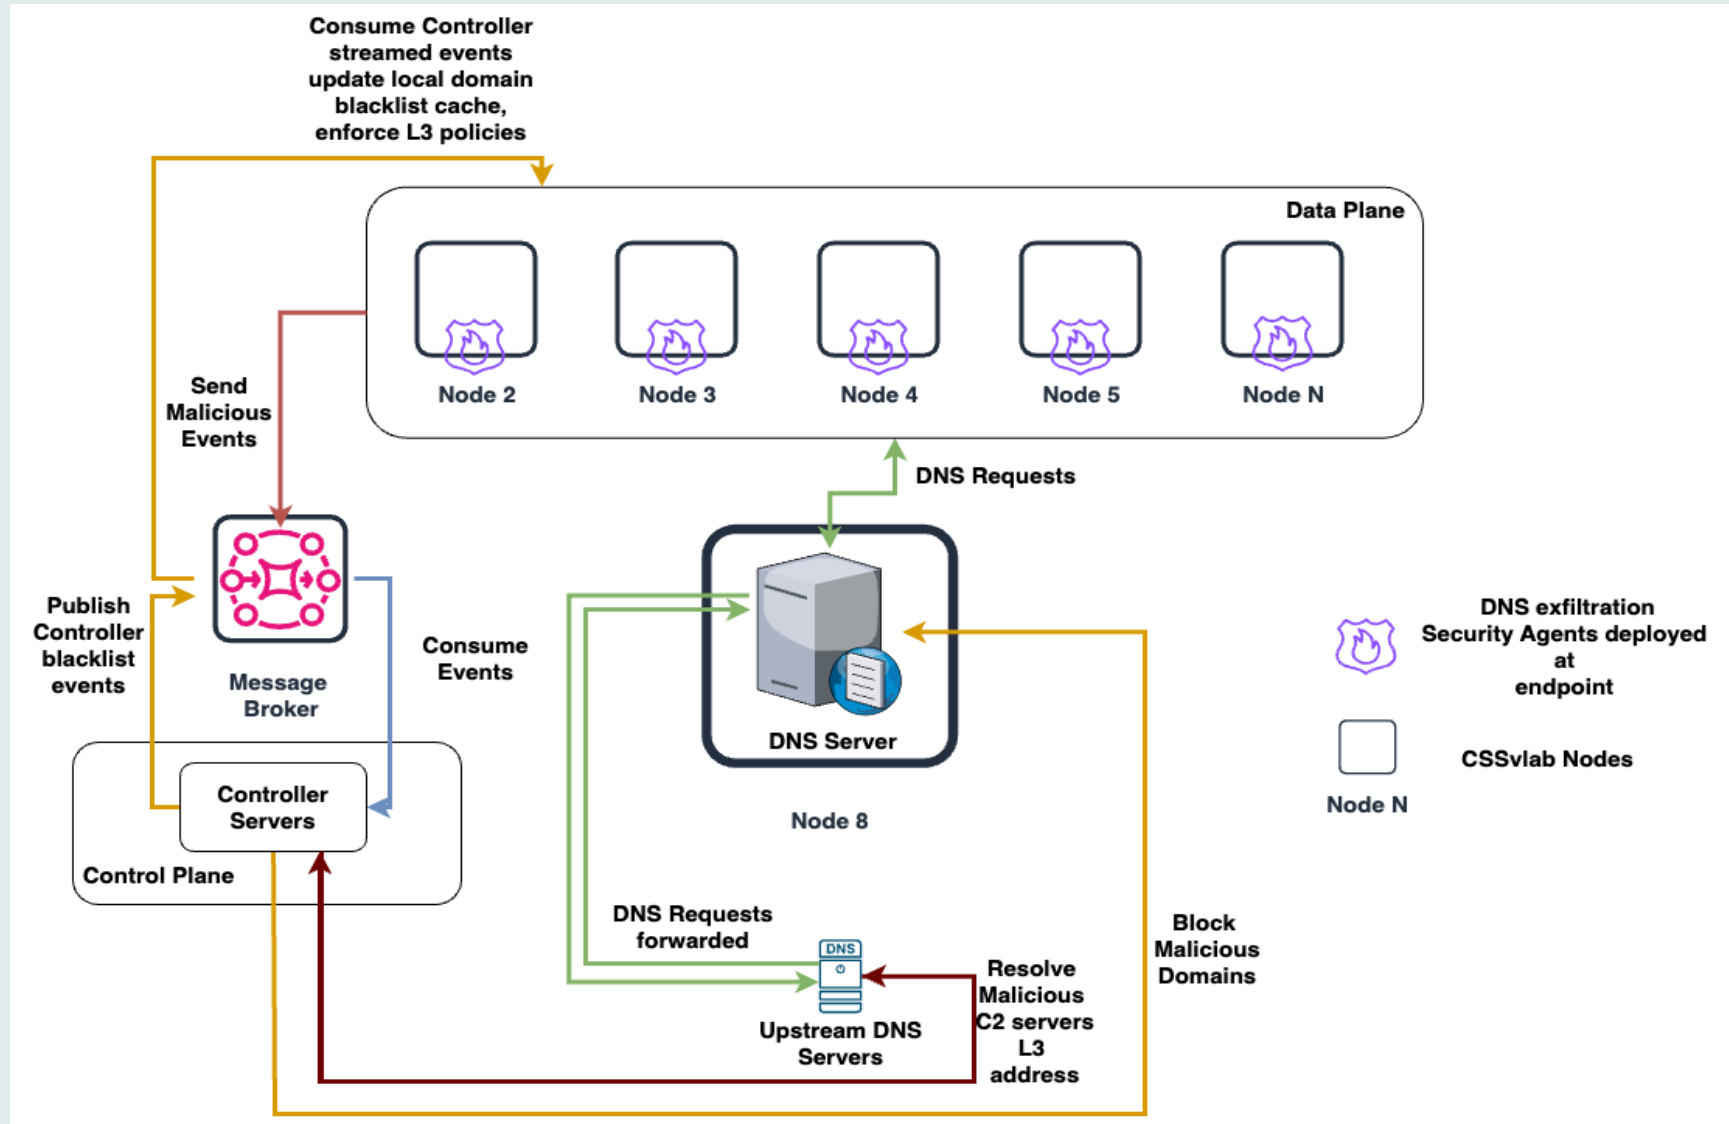 Consume Controller
streamed events
update local domain
blacklist cache,
enforce L3 policies
Data Plane
Node 2
Node 3
Node 4
Node 5
Node N
Send
Malicious
Events
DNS Requests
Publish
Controller
blacklist
events
Message
Broker
Consume
Events
DNS Server
Node 8
DNS exfiltration
Security Agents deployed
at
endpoint
CSSvlab Nodes
Node N
Controller
Servers
Control Plane
DNS Requests
forwarded
DNS
Upstream DNS
Servers
Resolve
Malicious
C2 servers
L3
address
Block
Malicious
Domains